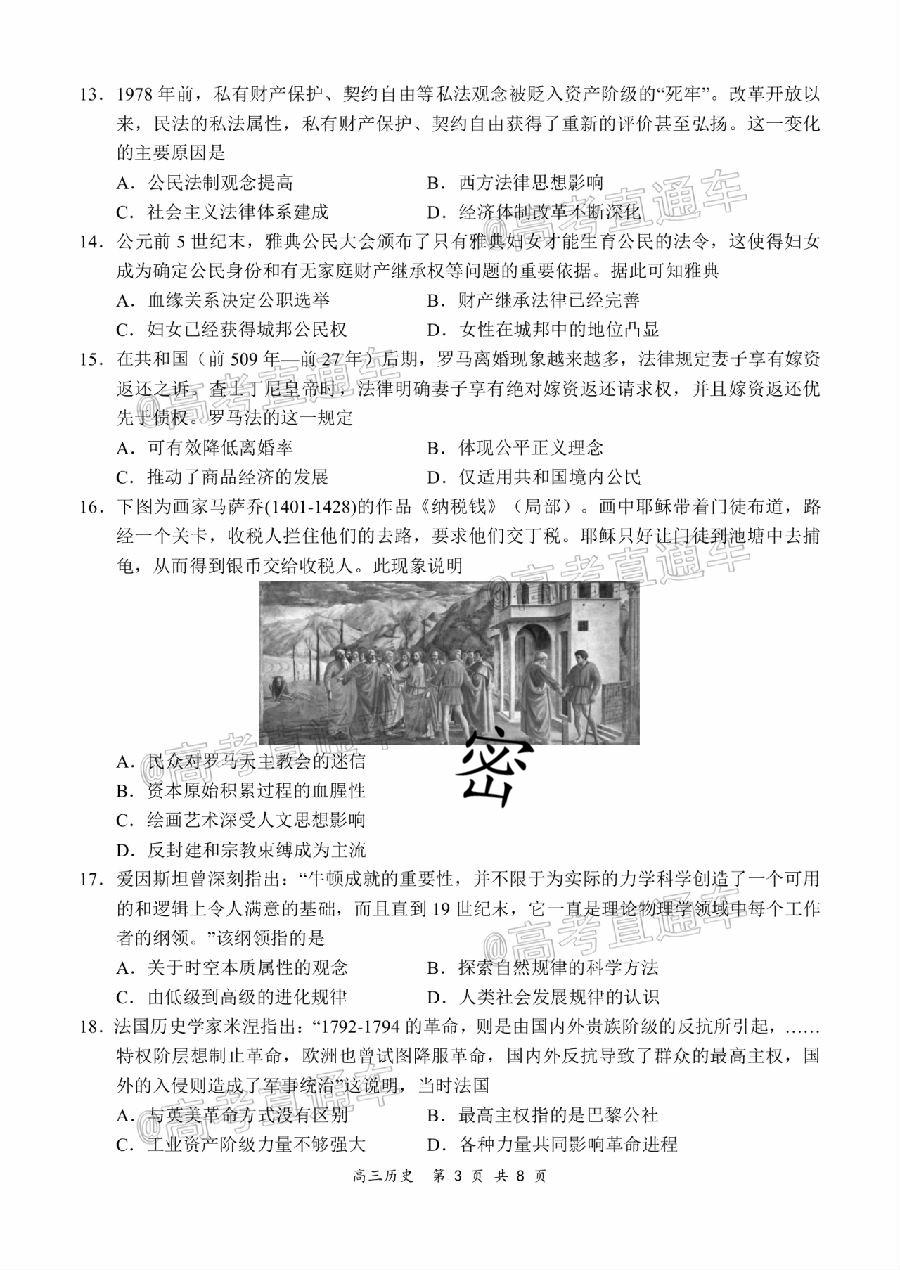 13．1978 年前，私有财产保护、契约自由等私法观念被贬入资产阶级的“死牢”。改革开放以
来，民法的私法属性，私有财产保护、契约自由获得了重新的评价甚至弘扬。这一变化
的主要原因是
A．公民法制观念提高 B．西方法律思想影响
C．社会主义法律体系建成 D．经济体制改革不断深化
@高考直通车
14．公元前 5 世纪末，雅典公民大会颁布了只有雅典妇女才能生育公民的法令，这使得妇女
成为确定公民身份和有无家庭财产继承权等问题的重要依据。据此可知雅典
A．血缘关系决定公职选举 B．财产继承法律已经完善
C．妇女已经获得城邦公民权 D．女性在城邦中的地位凸显
15．在共和国（前 509 年—前 27 年）后期，罗马离婚现象越来越多，法律规定妻子享有嫁资
返还之诉。查士丁尼皇帝时，法律明确妻子享有绝对嫁资返还请求权，并且嫁资返还优
先于债权。罗马法的这一规定
@高考直通车
A．可有效降低离婚率 B．体现公平正义理念
C．推动了商品经济的发展 D．仅适用共和国境内公民
16．下图为画家马萨乔(1401-1428)的作品《纳税钱》（局部）。画中耶稣带着门徒布道，路
经一个关卡，收税人拦住他们的去路，要求他们交丁税。耶稣只好让门徒到池塘中去捕
龟，从而得到银币交给收税人。此现象说明
@高考直通车
@高考直通车
密
A．民众对罗马天主教会的迷信
B．资本原始积累过程的血腥性
C．绘画艺术深受人文思想影响
D．反封建和宗教束缚成为主流
17．爱因斯坦曾深刻指出：“牛顿成就的重要性，并不限于为实际的力学科学创造了一个可用
的和逻辑上令人满意的基础，而且直到 19 世纪末，它一直是理论物理学领域中每个工作
者的纲领。”该纲领指的是
@高考直通车
A．关于时空本质属性的观念 B．探索自然规律的科学方法
C．由低级到高级的进化规律 D．人类社会发展规律的认识
18．法国历史学家米涅指出：“1792-1794 的革命，则是由国内外贵族阶级的反抗所引起，……
特权阶层想制止革命，欧洲也曾试图降服革命，国内外反抗导致了群众的最高主权，国
外的入侵则造成了军事统治”这说明，当时法国
@高考直通车
A．与英美革命方式没有区别 B．最高主权指的是巴黎公社
C．工业资产阶级力量不够强大 D．各种力量共同影响革命进程
高三历史 第 3 页 共 8 页